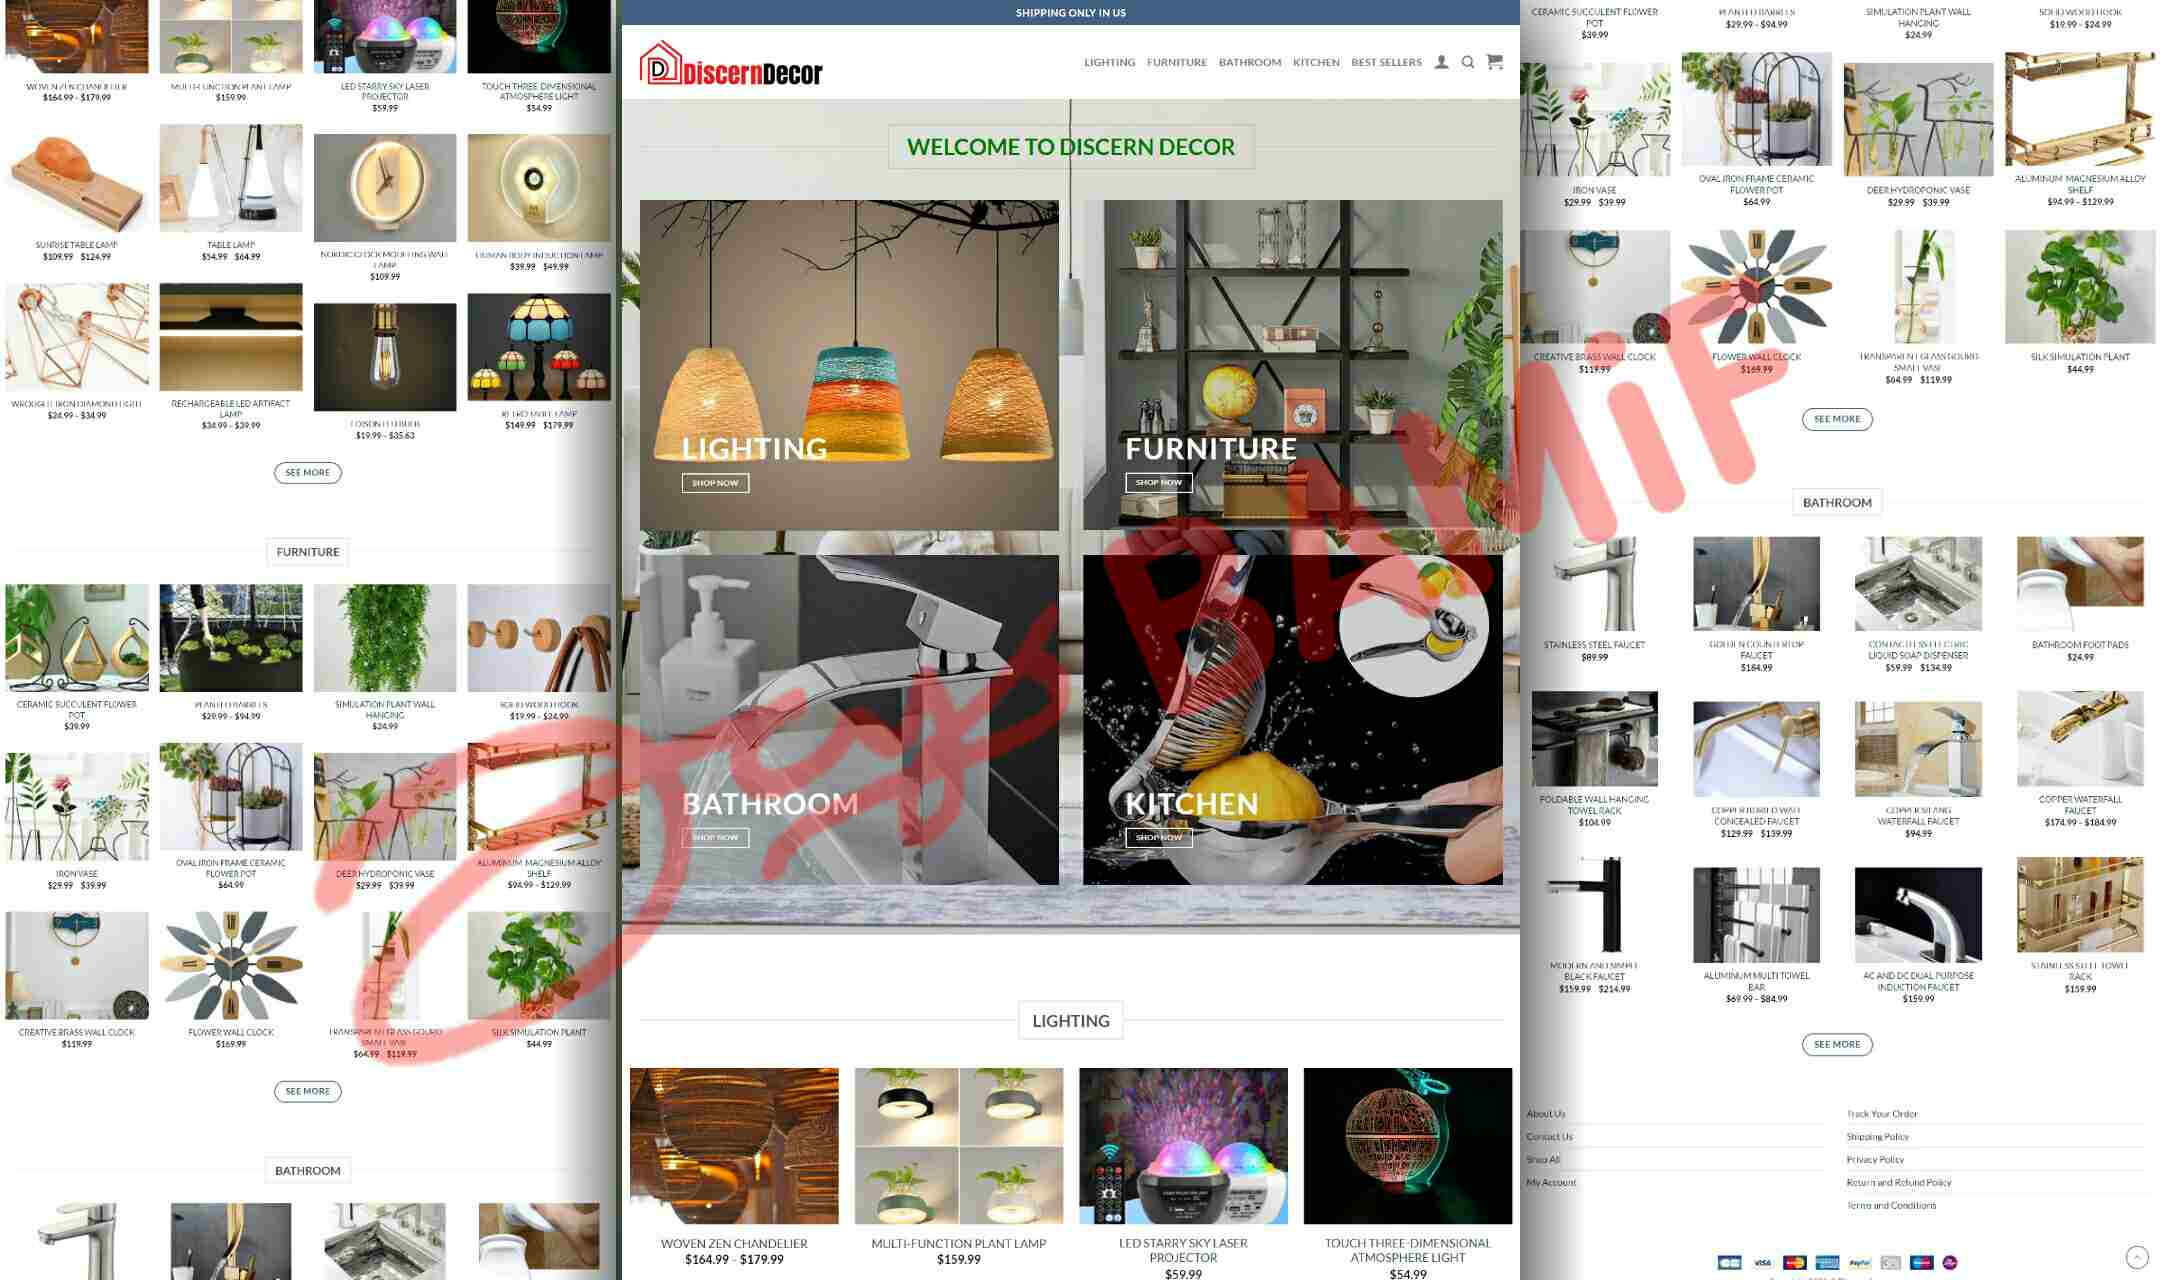 WOVEN ZEN CHANDELIER
$164.99 - $179.99
MULTI-FUNCTION PLANT LAMP
$159.99
LED STARRY SKY LASER
PROJECTOR
$59.99
TOUCH THREE-DIMENSIONAL
ATMOSPHERE LIGHT
$54.99
SUNRISE TABLE LAMP
$109.99 - $124.99
TABLE LAMP
$54.99 $64.99
NORDIC CLOCK MODELING WALL
LAMP
$109.99
HUMAN BODY INDUCTION LAMP
$39.99 $49.99
WROUGHT IRON DIAMOND LIGHT
$24.99 - $34.99
RECHARGEABLE LED ARTIFACT
LAMP
$34.99 - $39.99
EDISON LED BULB
$19.99 - $35.63
RETRO TABLE LAMP
$149.99 $179.99
SEE MORE
FURNITURE
CERAMIC SUCCULENT FLOWER
POT
$39.99
PLANTED BARRELS
$29.99 - $94.99
SIMULATION PLANT WALL
HANGING
$24.99
SOLID WOOD HOOK
$19.99 - $24.99
IRON VASE
$29.99 $39.99
OVAL IRON FRAME CERAMIC
FLOWER POT
$64.99
DEER HYDROPONIC VASE
$29.99 $39.99
ALUMINUM-MAGNESIUM ALLOY
SHELF
$94.99 - $129.99
CREATIVE BRASS WALL CLOCK
$119.99
FLOWER WALL CLOCK
$169.99
TRANSPARENT GLASS GOURD
SMALL VASE
$64.99 $119.99
SILK SIMULATION PLANT
$44.99
SEE MORE
BATHROOM
SHIPPING ONLY IN US
D DiscernDecor
LIGHTING FURNITURE BATHROOM KITCHEN BEST SELLERS
WELCOME TO DISCERN DECOR
LIGHTING
SHOP NOW
FURNITURE
SHOP NOW
BATHROOM
SHOP NOW
KITCHEN
SHOP NOW
LIGHTING
WOVEN ZEN CHANDELIER
$164.99 - $179.99
MULTI-FUNCTION PLANT LAMP
$159.99
LED STARRY SKY LASER
PROJECTOR
$59.99
TOUCH THREE-DIMENSIONAL
ATMOSPHERE LIGHT
$54.99
CERAMIC SUCCULENT FLOWER
POT
$39.99
PLANTED BARRELS
$29.99 - $94.99
SIMULATION PLANT WALL
HANGING
$24.99
SOLID WOOD HOOK
$19.99 - $24.99
IRON VASE
$29.99 $39.99
OVAL IRON FRAME CERAMIC
FLOWER POT
$64.99
DEER HYDROPONIC VASE
$29.99 $39.99
ALUMINUM-MAGNESIUM ALLOY
SHELF
$94.99 - $129.99
CREATIVE BRASS WALL CLOCK
$119.99
FLOWER WALL CLOCK
$169.99
TRANSPARENT GLASS GOURD
SMALL VASE
$64.99 $119.99
SILK SIMULATION PLANT
$44.99
SEE MORE
BATHROOM
STAINLESS STEEL FAUCET
$89.99
GOLDEN COUNTERTOP
FAUCET
$184.99
CONTACTLESS ELECTRIC
LIQUID SOAP DISPENSER
$59.99 $134.99
BATHROOM FOOT PADS
$24.99
FOLDABLE WALL HANGING
TOWEL RACK
$104.99
COPPER BURIED WALL
CONCEALED FAUCET
$129.99 - $139.99
COPPER
WATERFALL FAUCET
$94.99
COPPER WATERFALL
FAUCET
$174.99 - $184.99
MODERN AND SIMPLE
BLACK FAUCET
$159.99 $214.99
ALUMINUM MULTI TOWEL
BAR
$69.99 - $84.99
AC AND DC DUAL PURPOSE
INDUCTION FAUCET
$159.99
STAINLESS STEEL TOWEL
RACK
$159.99
SEE MORE
About Us
Contact Us
Shop All
My Account
Track Your Order
Shipping Policy
Privacy Policy
Return and Refund Policy
Terms and Conditions
VISA
PayPal